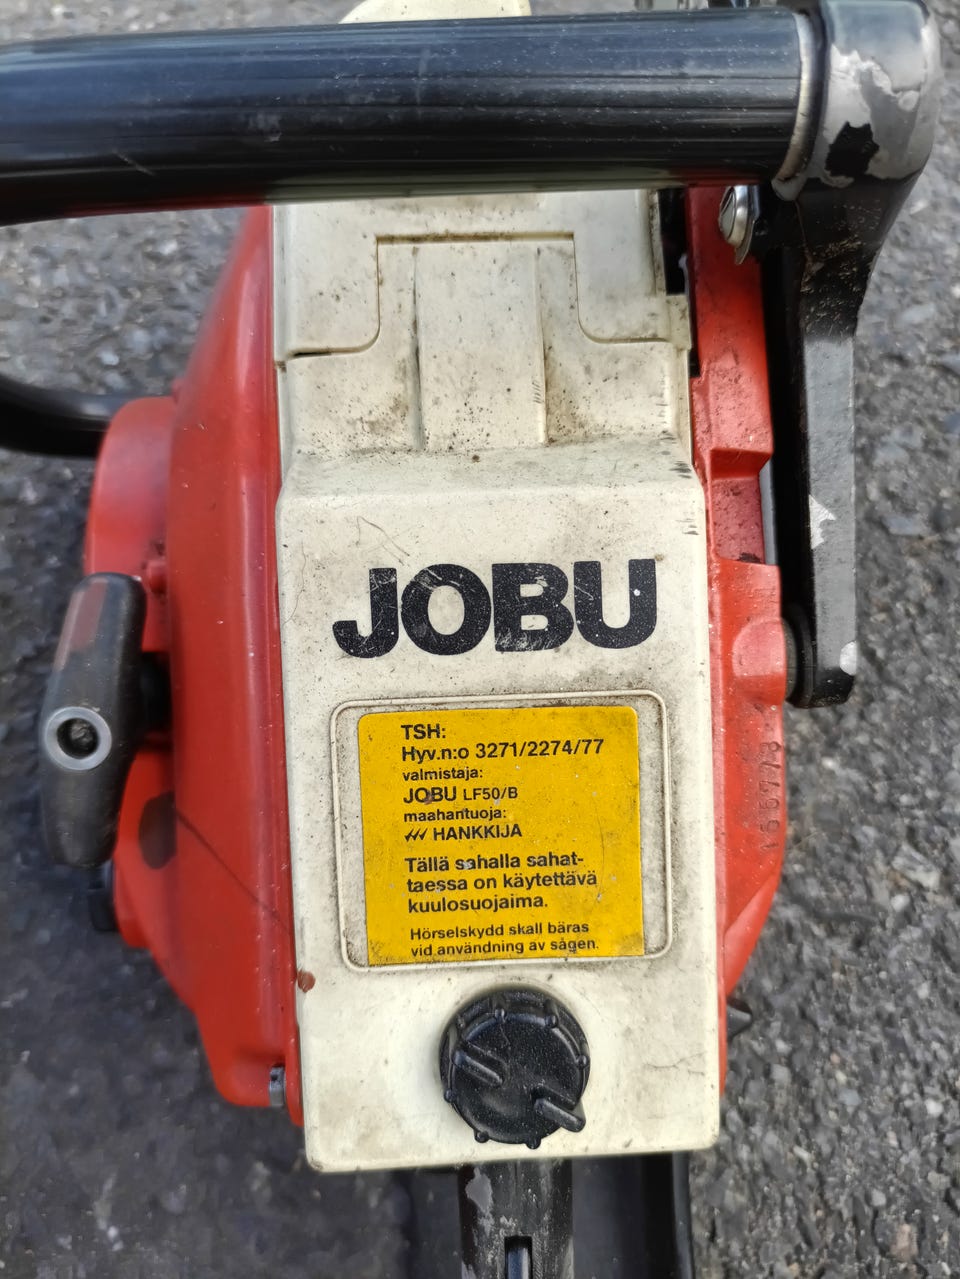 JOBU
TSH:
Hyv.n:o 3271/2274/77
valmistaja:
JOBU LF50/B
maahantuoja:
HANKKIJA
Tällä sahalla sahat-
taessa on käytettävä
kuulosuojaima.
Hörselskydd skall bäras
vid användning av sågen.